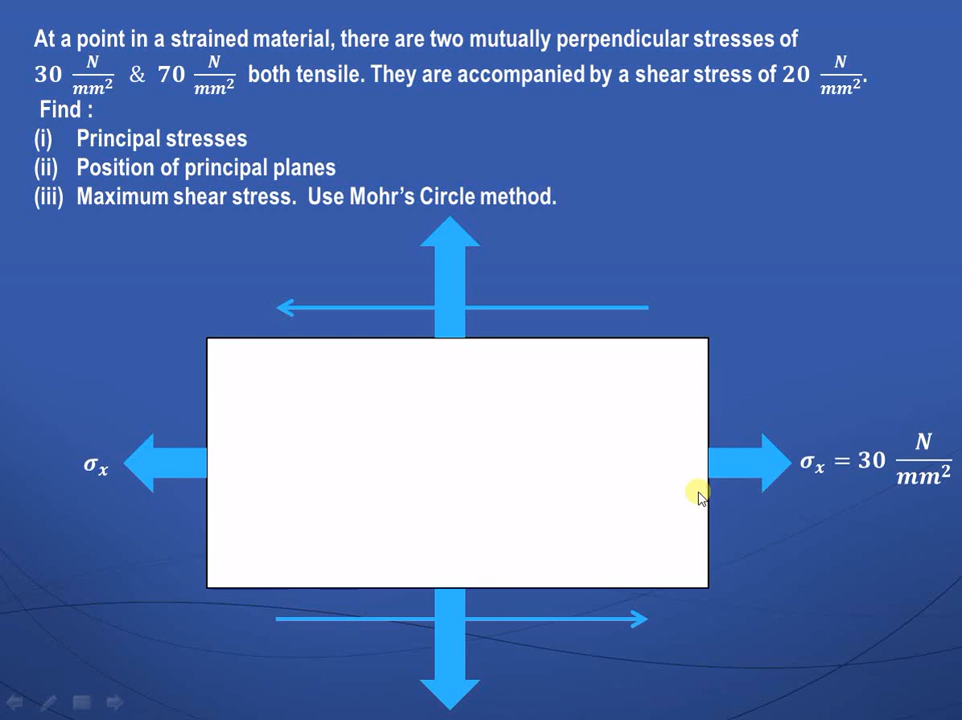 At a point in a strained material, there are two mutually perpendicular stresses of
30 N/mm² & 70 N/mm² both tensile. They are accompanied by a shear stress of 20 N/mm².
Find :
(i) Principal stresses
(ii) Position of principal planes
(iii) Maximum shear stress. Use Mohr’s Circle method.
σₓ
σₓ = 30 N/mm²